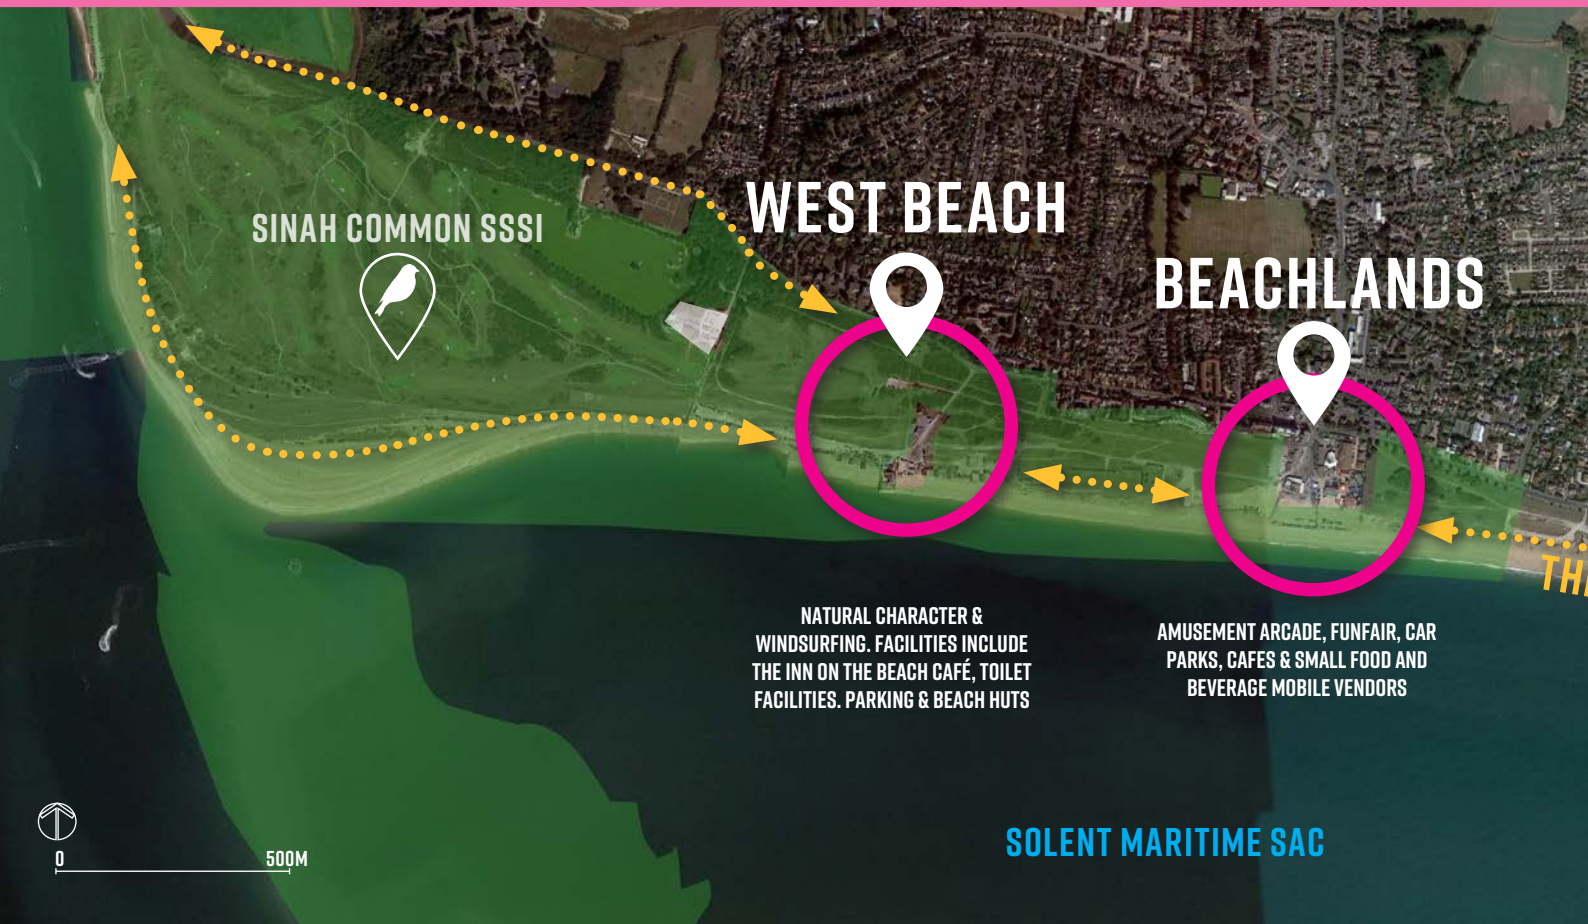 WEST BEACH
SINAH COMMON SSSI
BEACHLANDS
NATURAL CHARACTER &
WINDSURFING. FACILITIES INCLUDE
THE INN ON THE BEACH CAFÉ, TOILET
FACILITIES. PARKING & BEACH HUTS
AMUSEMENT ARCADE, FUNFAIR, CAR
PARKS, CAFES & SMALL FOOD AND
BEVERAGE MOBILE VENDORS
SOLENT MARITIME SAC
0 500M